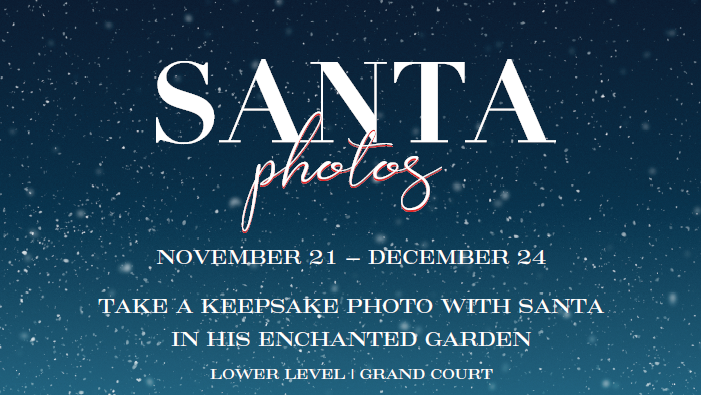 SANTA
photos
NOVEMBER 21 – DECEMBER 24
TAKE A KEEPSAKE PHOTO WITH SANTA
IN HIS ENCHANTED GARDEN
LOWER LEVEL | GRAND COURT